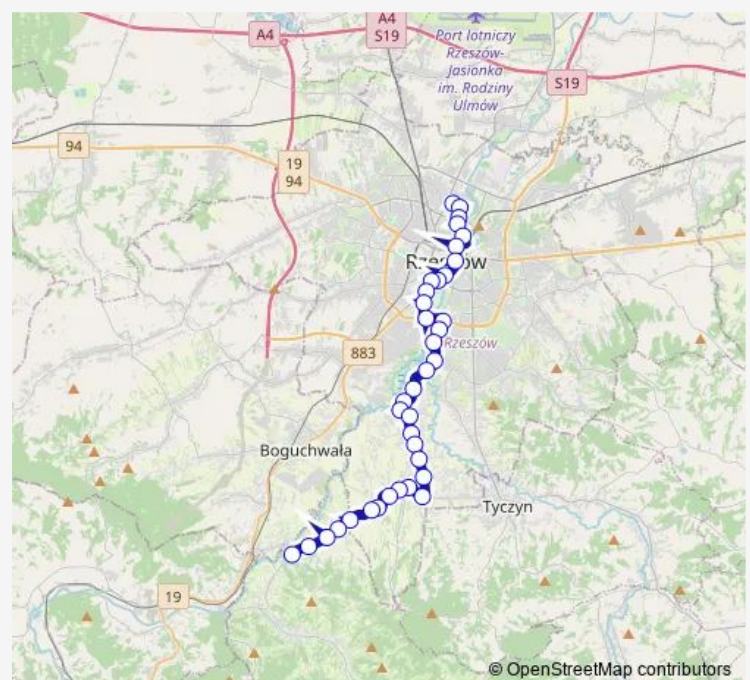 A4
A4
S19
Port lotniczy
Rzeszów-
Jasionka
im. Rodziny
Ulmów
S19
94
19
94
Rzeszów
Rzeszów
883
Boguchwała
Tyczyn
19
© OpenStreetMap contributors